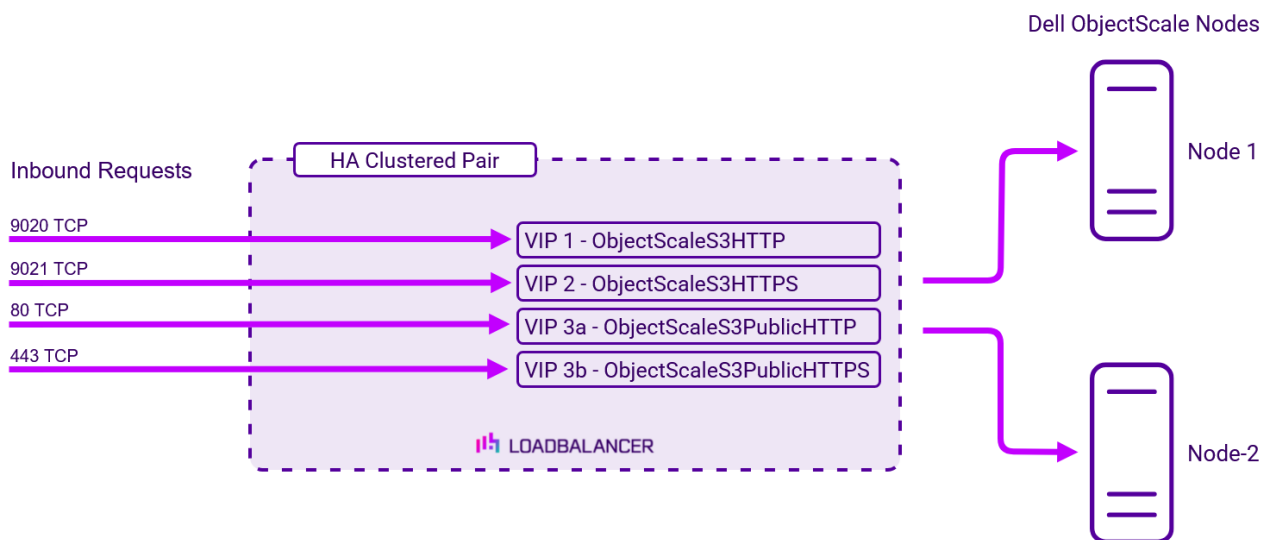 Dell ObjectScale Nodes
HA Clustered Pair
Inbound Requests
Node 1
9020 TCP
VIP 1 - ObjectScaleS3HTTP
9021 TCP
VIP 2 - ObjectScaleS3HTTPS
80 TCP
VIP 3a - ObjectScaleS3PublicHTTP
443 TCP
VIP 3b - ObjectScaleS3PublicHTTPS
LOADBALANCER
Node-2